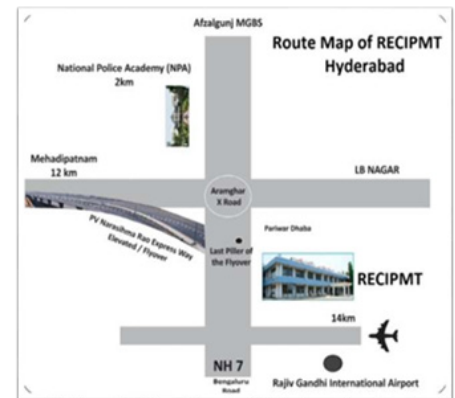 Afzalgunj MGBS
Route Map of RECIPMT
Hyderabad
National Police Academy (NPA)
2km
Mehadipatnam
12 km
LB NAGAR
Aramghar
X Road
PV Narasihma Rao Express Way
Elevated / Flyover
Pariwar Dhaba
Last Piller of
the Flyover
RECIPMT
14km
NH 7
Bengaluru
Road
Rajiv Gandhi International Airport